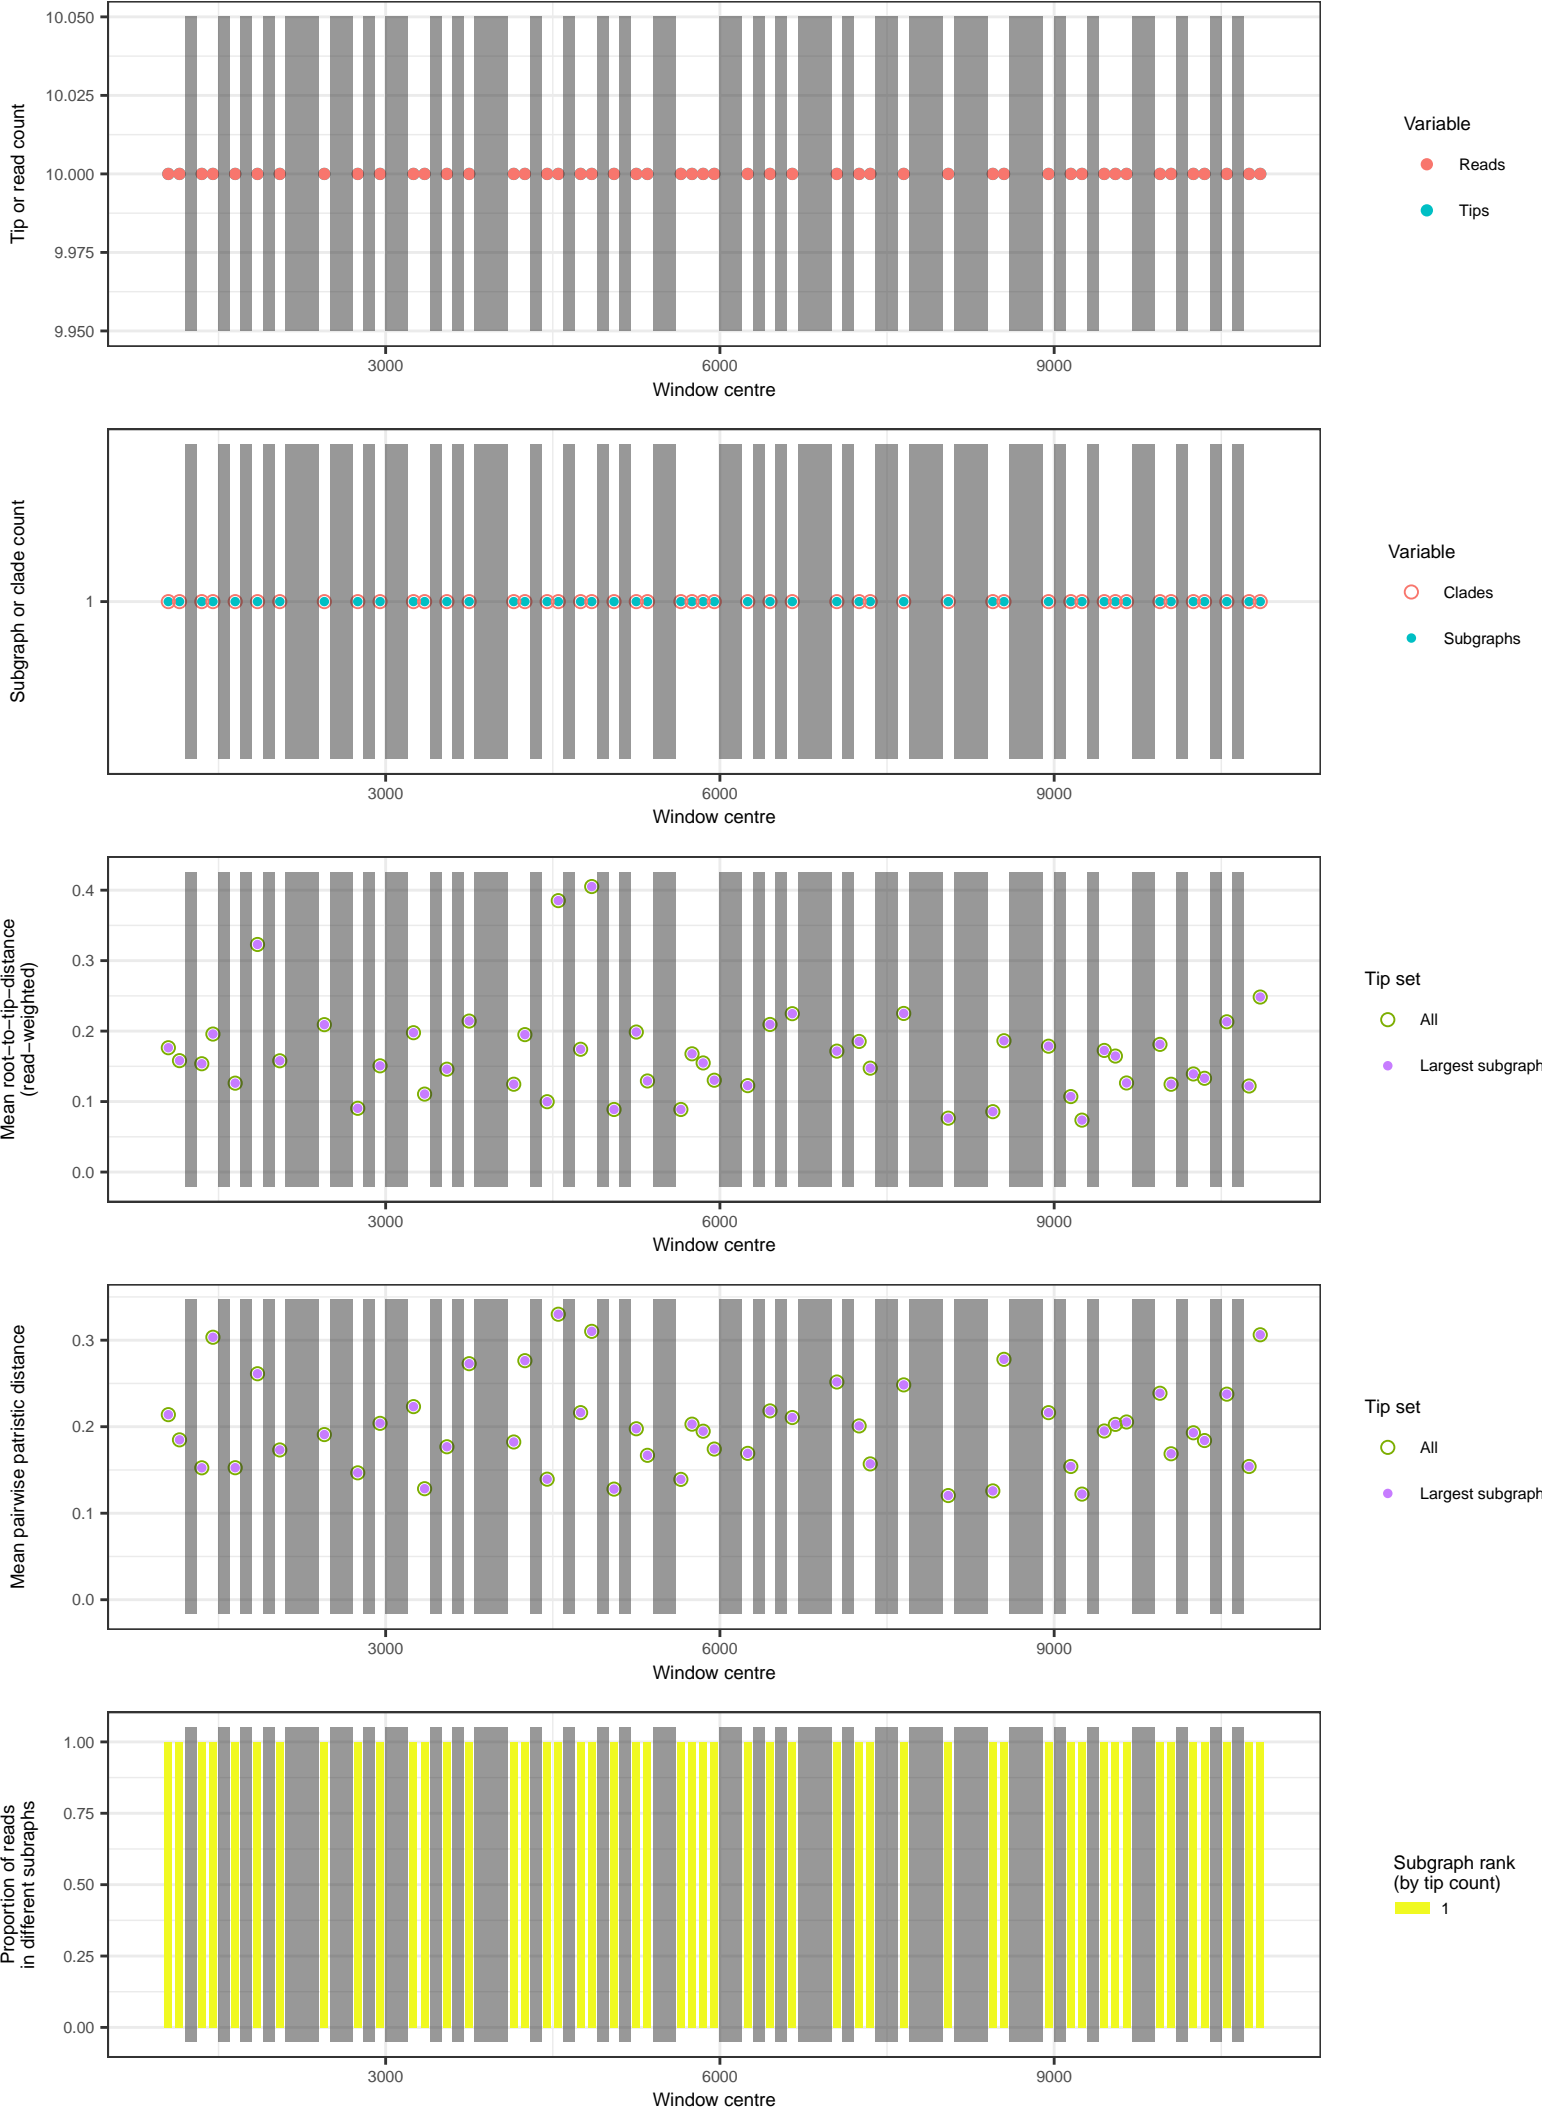 10.050
10.025
10.000
9.975
9.950
Tip or read count
3000
6000
9000
Window centre
Variable
Reads
Tips
1
Subgraph or clade count
3000
6000
9000
Window centre
Variable
Clades
Subgraphs
0.4
0.3
0.2
0.1
0.0
Mean root−to−tip−distance
(read−weighted)
3000
6000
9000
Window centre
Tip set
All
Largest subgraph
0.3
0.2
0.1
0.0
Mean pairwise patristic distance
3000
6000
9000
Window centre
Tip set
All
Largest subgraph
1.00
0.75
0.50
0.25
0.00
Proportion of reads
in different subraphs
3000
6000
9000
Window centre
Subgraph rank
(by tip count)
1